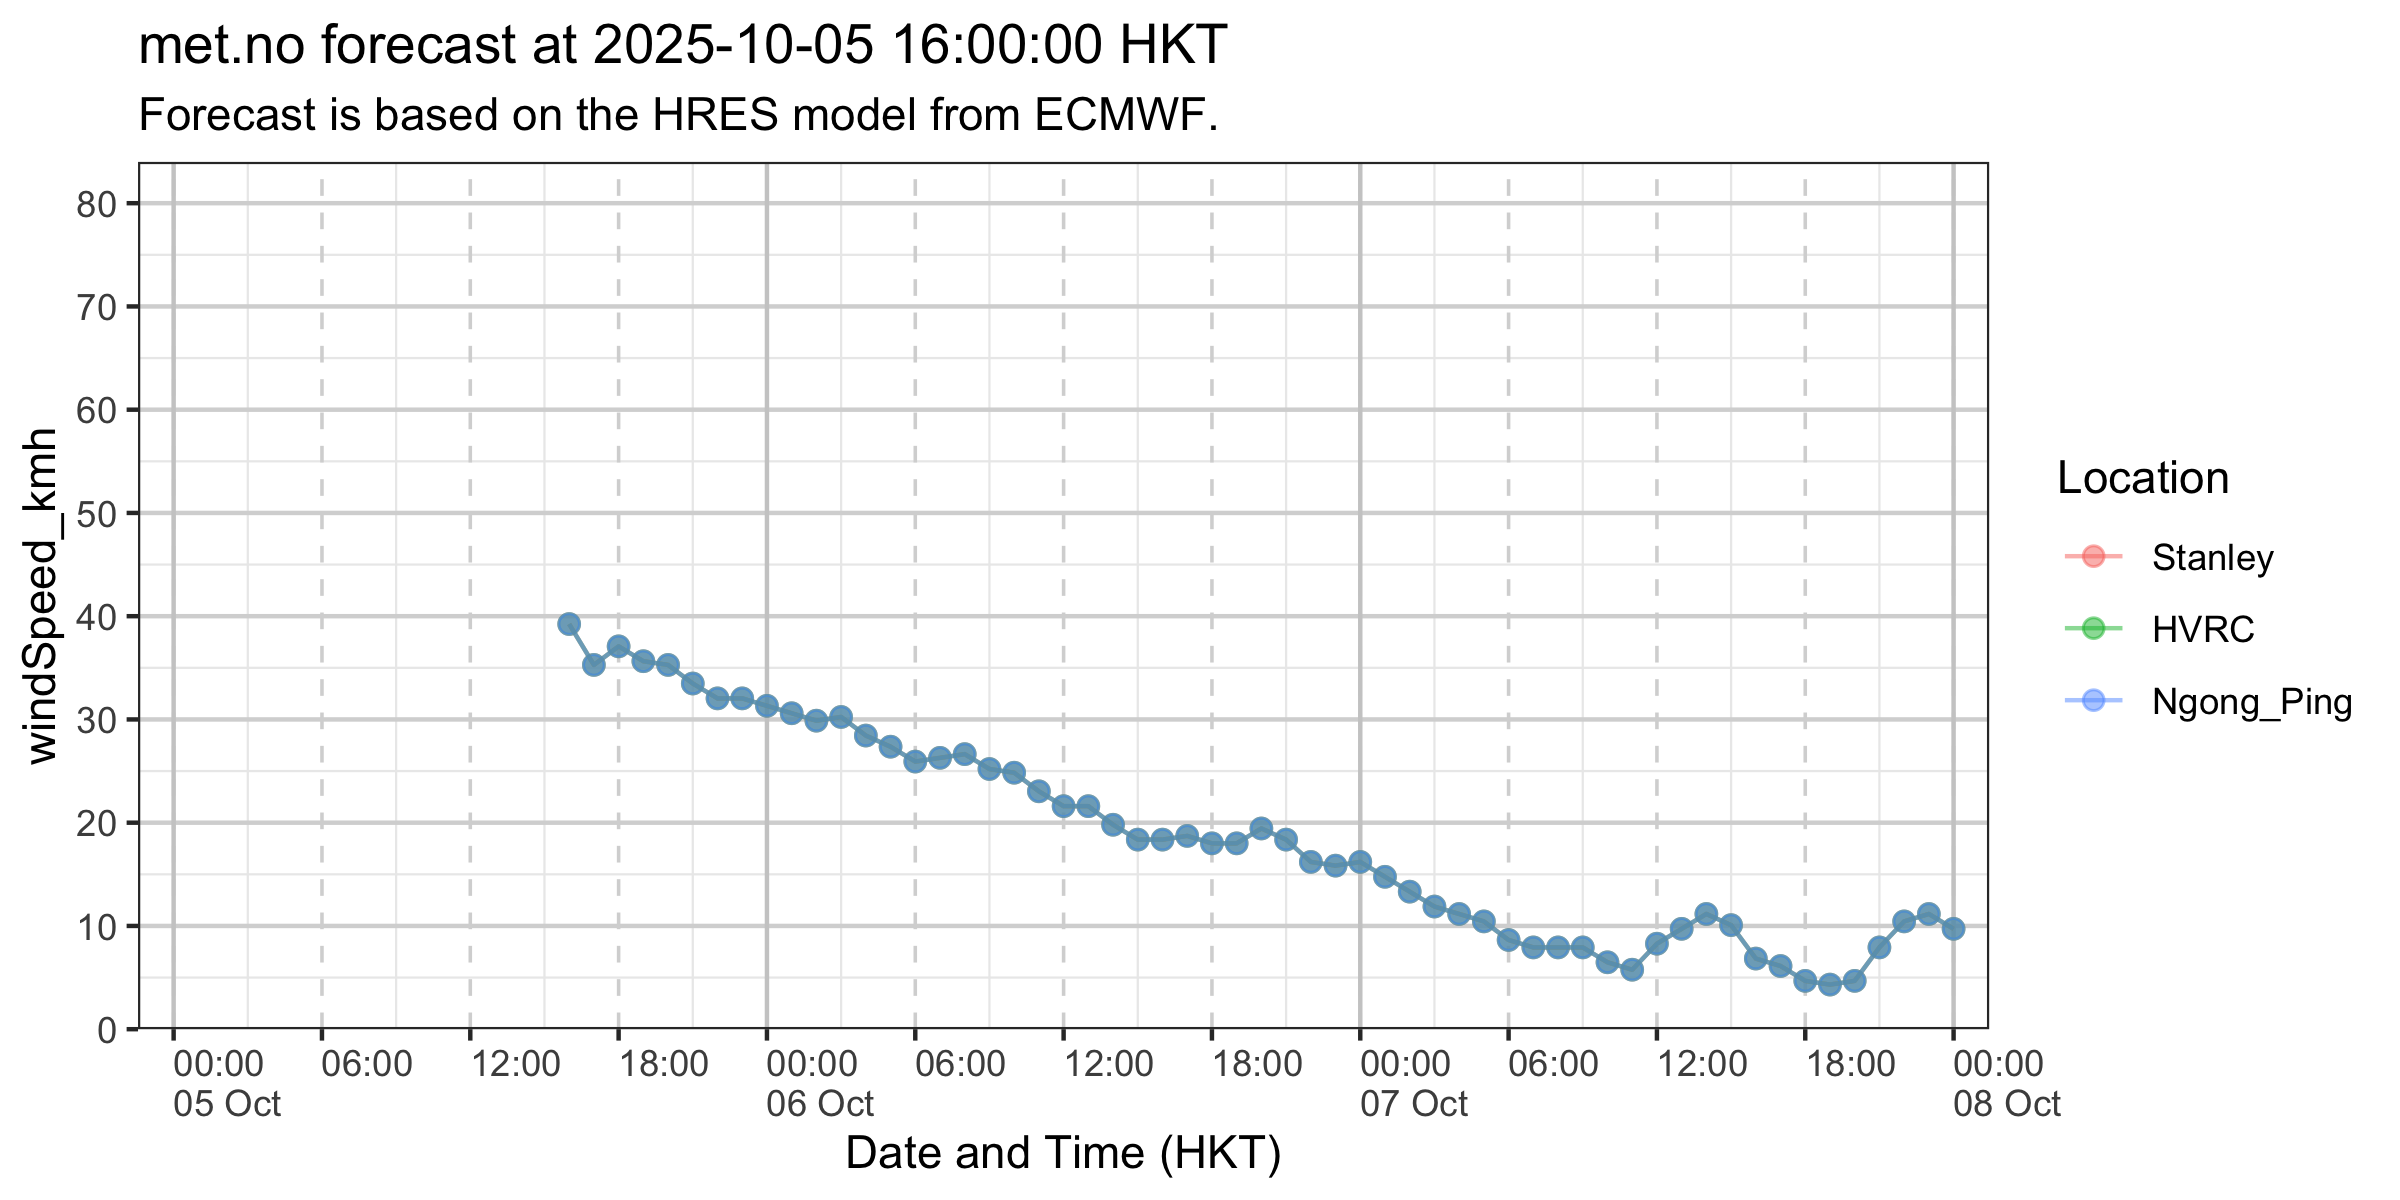 met.no forecast at 2025-10-05 16:00:00 HKT
Forecast is based on the HRES model from ECMWF.
windSpeed_kmh
80
70
60
50
40
30
20
10
0
00:00 06:00 12:00 18:00 00:00 06:00 12:00 18:00 00:00 06:00 12:00 18:00 00:00
05 Oct 06 Oct 07 Oct 08 Oct
Date and Time (HKT)
Location
Stanley
HVRC
Ngong_Ping